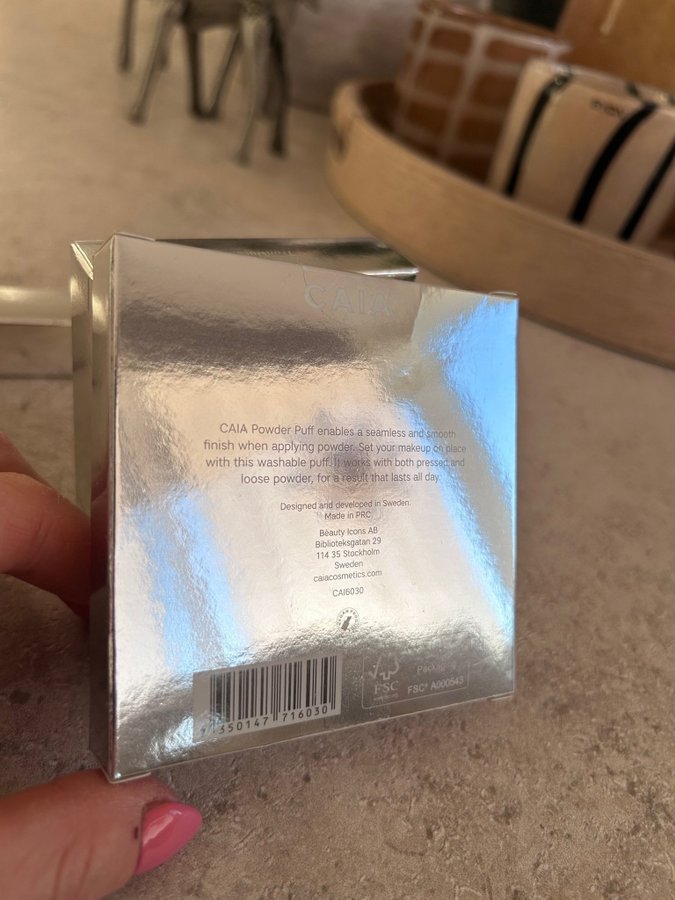 CAIA
CAIA Powder Puff enables a seamless and smooth
finish when applying powder. Set your makeup on place
with this washable puff. It works with both pressed and
loose powder, for a result that lasts all day.
Designed and developed in Sweden.
Made in PRC
Beauty Icons AB
Biblioteksgatan 29
114 35 Stockholm
Sweden
caiacosmetics.com
CAI6030
350147 716030
FSC
Packaging
FSC® A000543